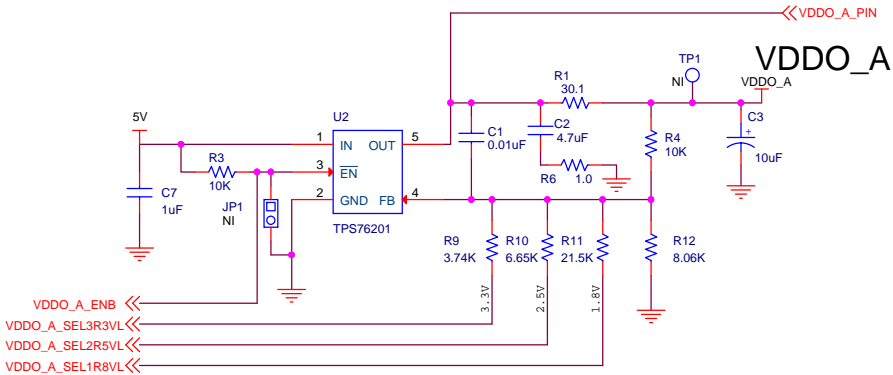 VDDO_A_PIN
TP1
NI
VDDO_A
VDDO_A
R1
30.1
C3
10uF
5V
U2
1
IN
OUT
5
3
EN
2
GND
FB
4
TPS76201
C1
0.01uF
C2
4.7uF
R4
10K
R3
10K
R6
1.0
C7
1uF
JP1
NI
R9
3.74K
R10
6.65K
R11
21.5K
R12
8.06K
3.3V
2.5V
1.8V
VDDO_A_ENB
VDDO_A_SEL3R3VL
VDDO_A_SEL2R5VL
VDDO_A_SEL1R8VL